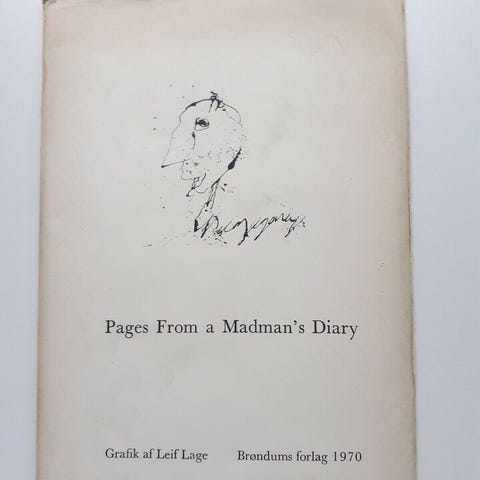 Pages From a Madman's Diary
Grafik af Leif Lage Brøndums forlag 1970